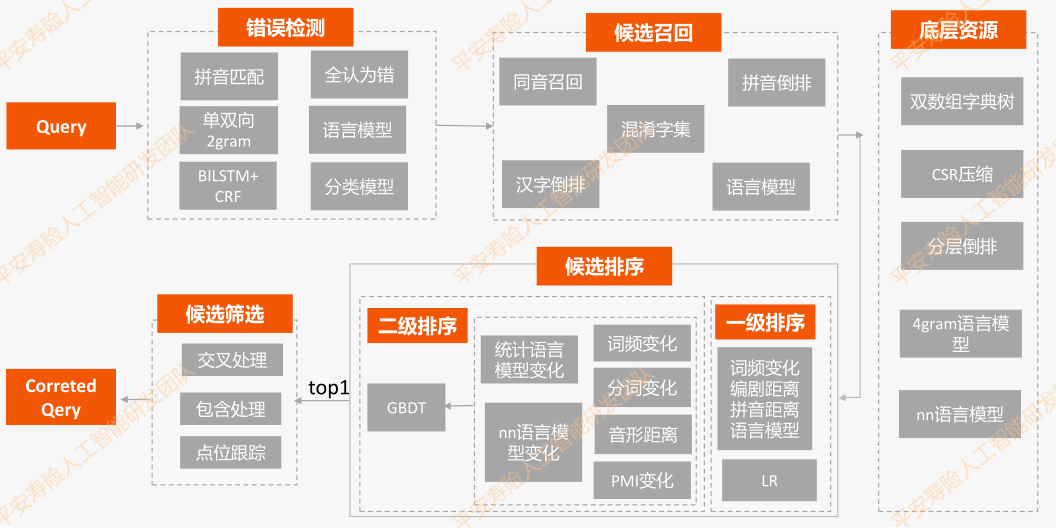 错误检测
拼音匹配
全认为错
单双向
2gram
语言模型
BILSTM+
CRF
分类模型
Query
候选召回
同音召回
拼音倒排
混淆字集
汉字倒排
语言模型
底层资源
双数组字典树
CSR压缩
分层倒排
4gram语言模
型
nn语言模型
候选排序
一级排序
词频变化
编剧距离
拼音距离
语言模型
LR
二级排序
统计语言
模型变化
词频变化
分词变化
nn语言模
型变化
音形距离
PMI变化
GBDT
top1
候选筛选
交叉处理
包含处理
点位跟踪
Correted
Qery
平安寿险人工智能研发团队